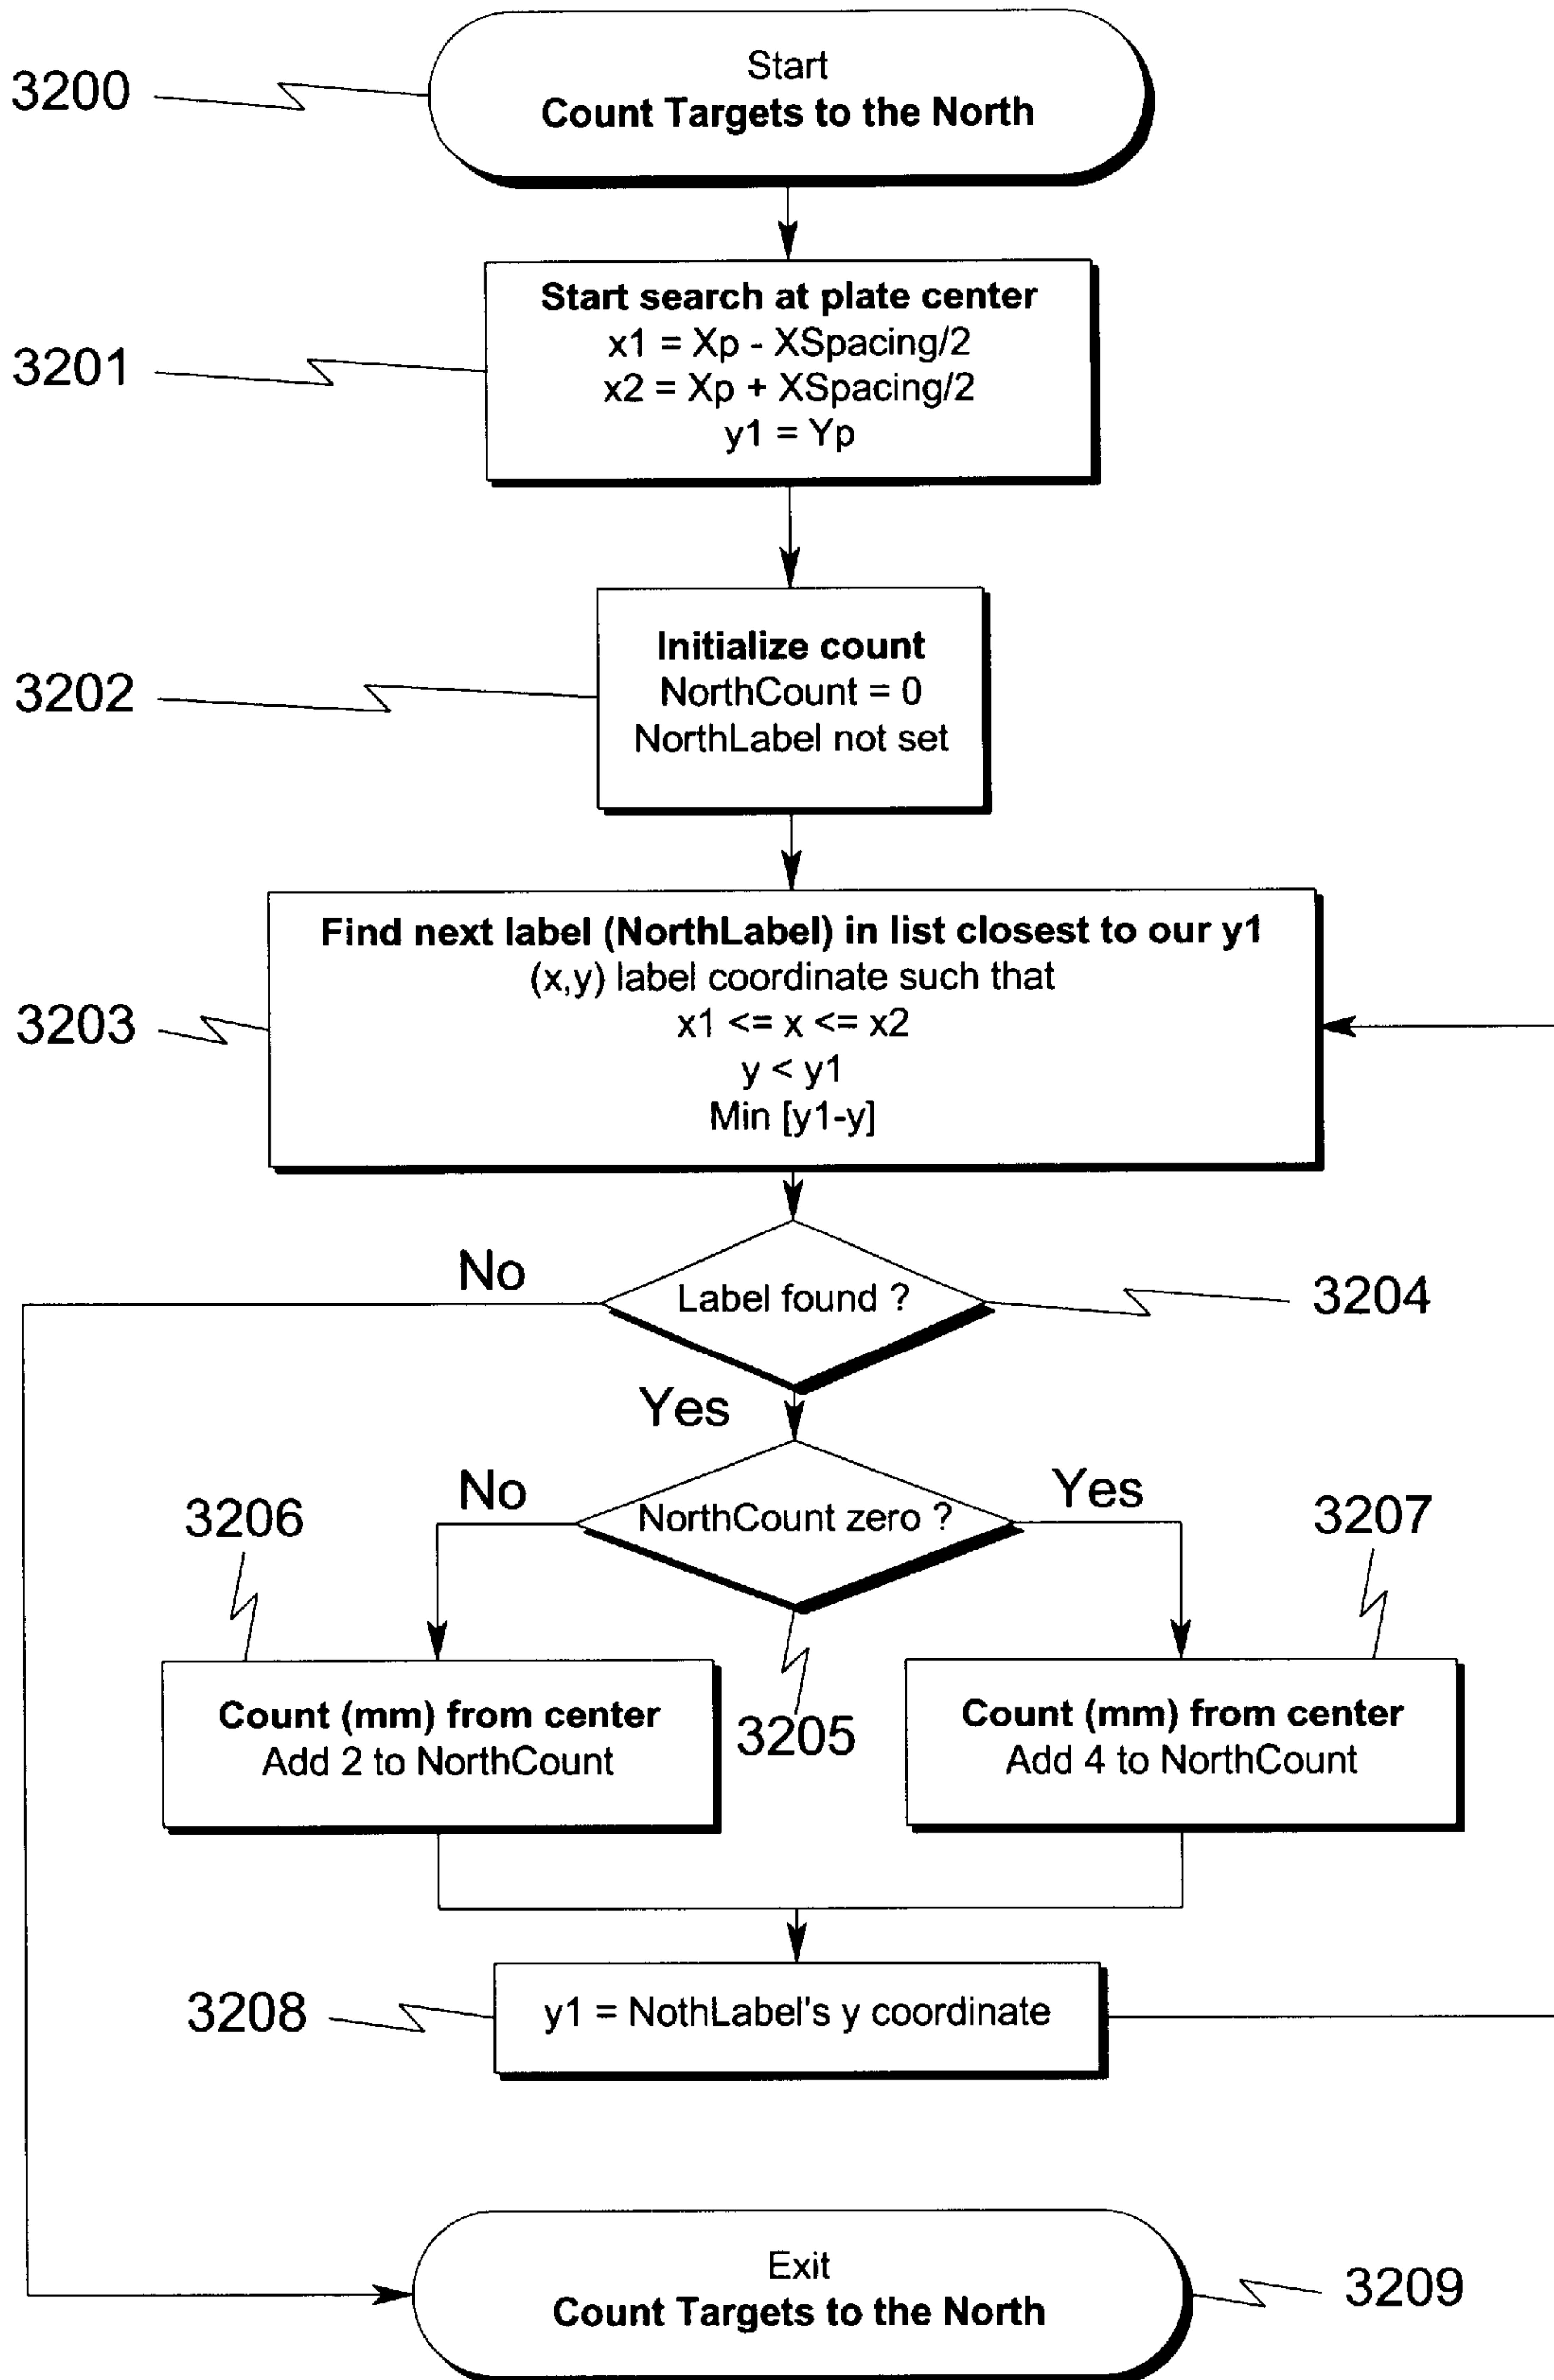 3200
Start
Count Targets to the North
3201
Start search at plate center
x1 = Xp - XSpacing/2
x2 = Xp + XSpacing/2
y1 = Yp
3202
Initialize count
NorthCount = 0
NorthLabel not set
3203
Find next label (NorthLabel) in list closest to our y1
(x,y) label coordinate such that
x1 <= x <= x2
y < y1
Min [y1-y]
No
Label found ?
3204
Yes
No
NorthCount zero ?
Yes
3206
3207
Count (mm) from center
Add 2 to NorthCount
3205
Count (mm) from center
Add 4 to NorthCount
3208
y1 = NothLabel's y coordinate
Exit
Count Targets to the North
3209